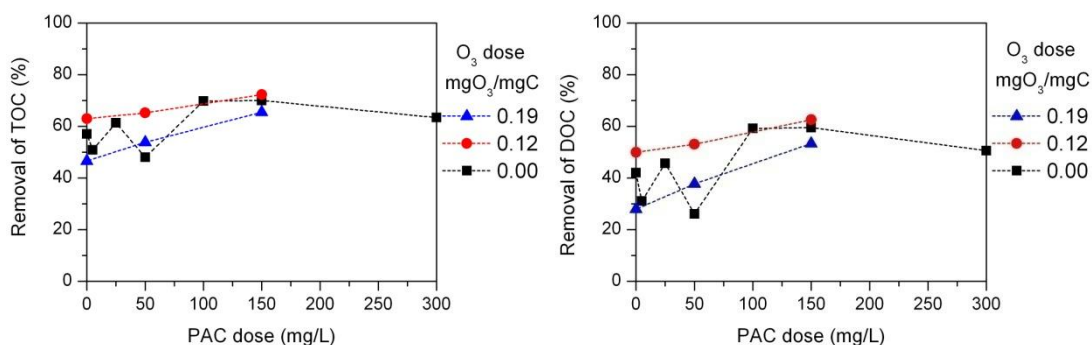 Removal of TOC (%)
100
80
60
40
20
0
0 50 100 150 200 250 300
PAC dose (mg/L)
O₃ dose
mgO₃/mgC
0.19
0.12
0.00
Removal of DOC (%)
100
80
60
40
20
0
0 50 100 150 200 250 300
PAC dose (mg/L)
O₃ dose
mgO₃/mgC
0.19
0.12
0.00